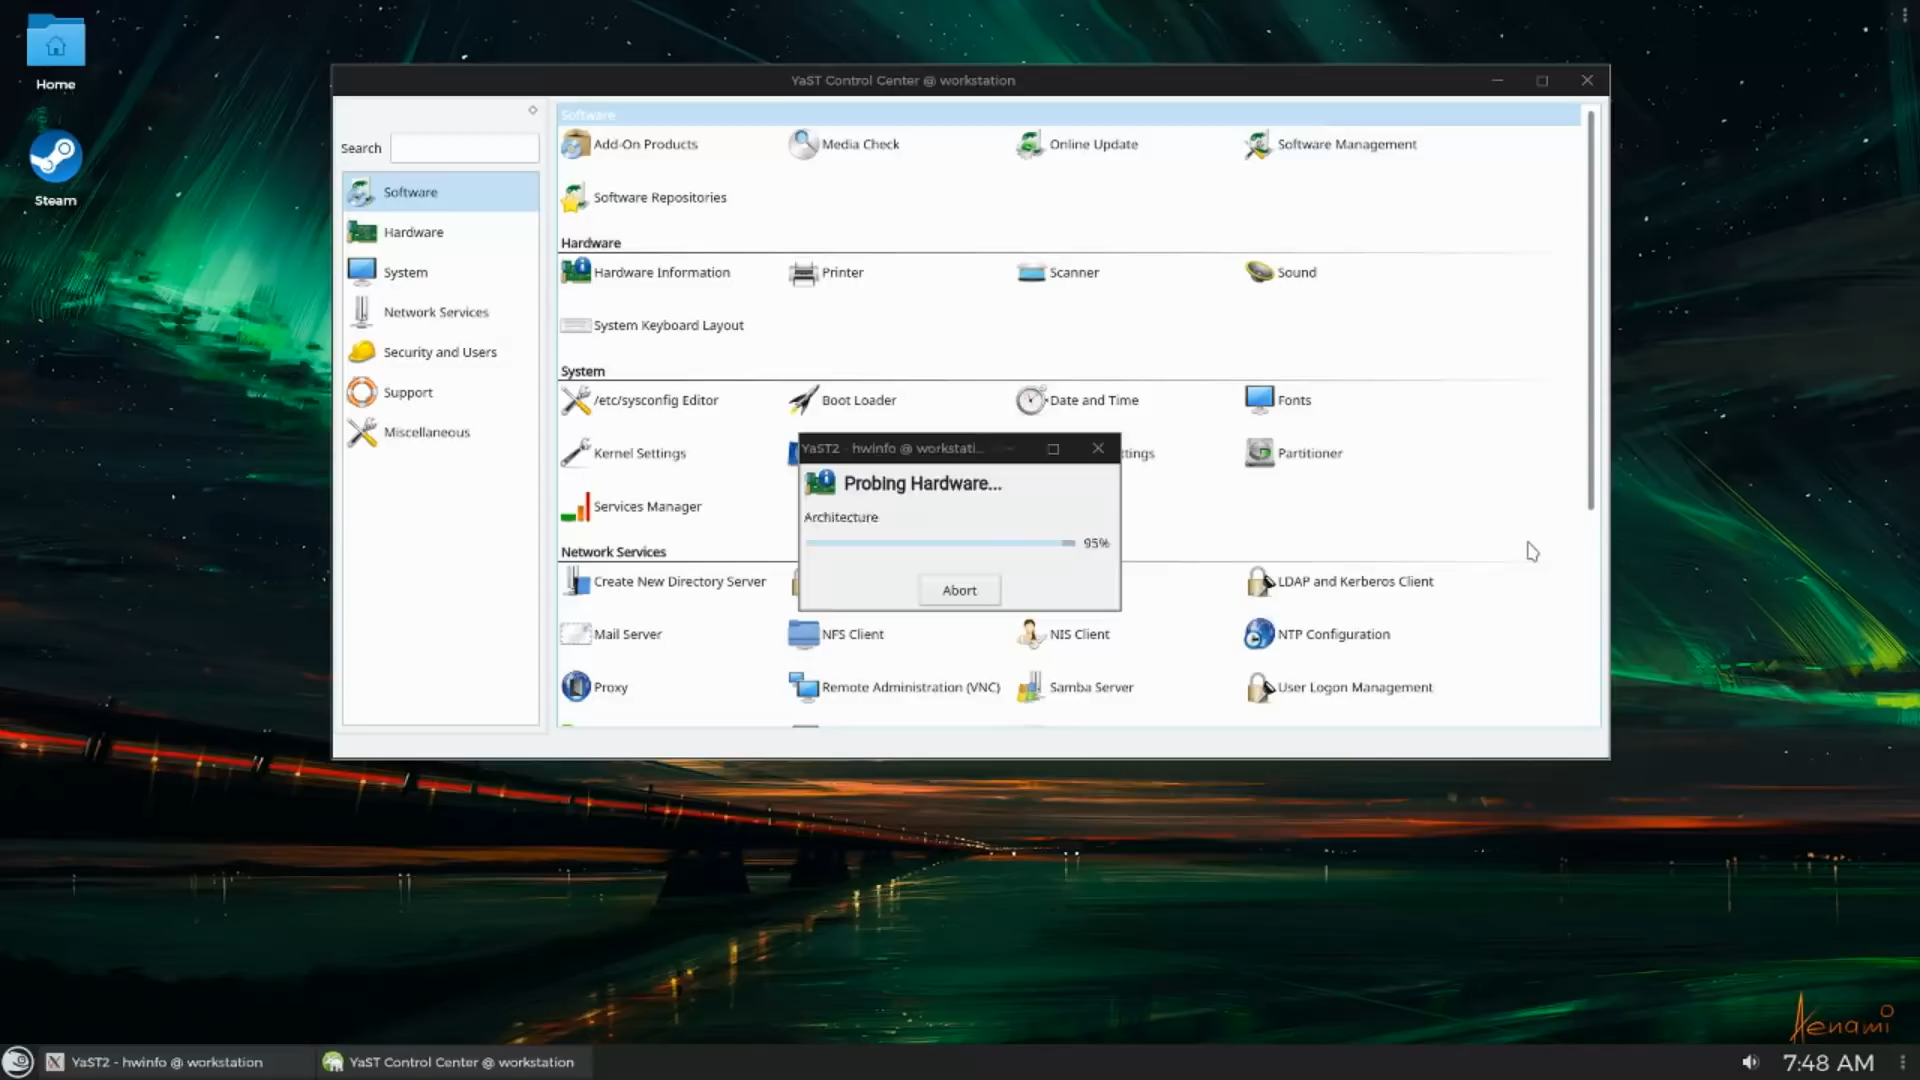 Home
Steam
YaST Control Center @ workstation
Search
Software
Hardware
System
Network Services
Security and Users
Support
Miscellaneous
Software
Add-On Products
Media Check
Online Update
Software Management
Software Repositories
Hardware
Hardware Information
Printer
Scanner
Sound
System Keyboard Layout
System
/etc/sysconfig Editor
Boot Loader
Date and Time
Fonts
Kernel Settings
ttings
Partitioner
Services Manager
YaST2 - hwinfo @ workstati...
Probing Hardware...
Architecture
95%
Abort
Network Services
Create New Directory Server
LDAP and Kerberos Client
Mail Server
NFS Client
NIS Client
NTP Configuration
Proxy
Remote Administration (VNC)
Samba Server
User Logon Management
Aenami
YaST2 - hwinfo @ workstation
YaST Control Center @ workstation
7:48 AM